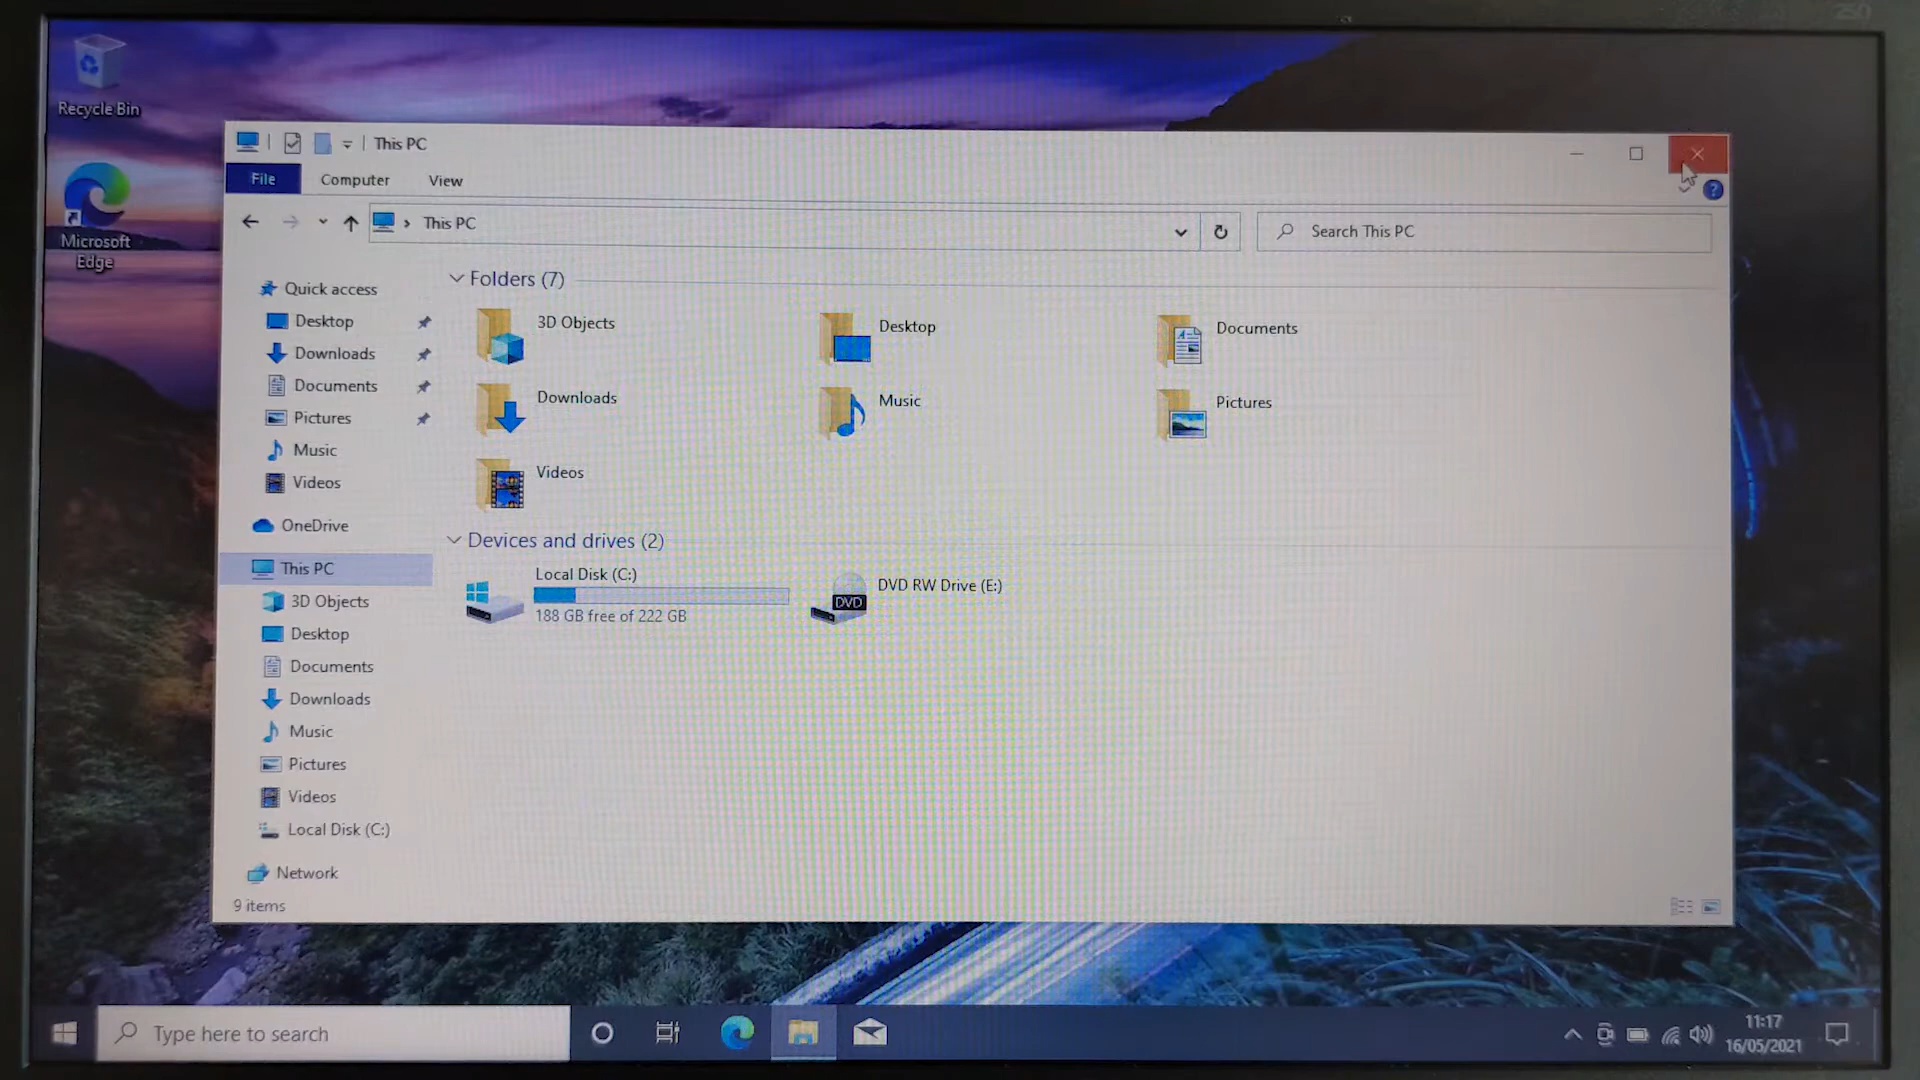 250
Recycle Bin
Microsoft
Edge
This PC
File
Computer
View
?
This PC
Search This PC
Quick access
Desktop
Downloads
Documents
Pictures
Music
Videos
OneDrive
This PC
3D Objects
Desktop
Documents
Downloads
Music
Pictures
Videos
Local Disk (C:)
Network
Folders (7)
3D Objects
Desktop
Documents
Downloads
Music
Pictures
Videos
Devices and drives (2)
Local Disk (C:)
188 GB free of 222 GB
DVD
DVD RW Drive (E:)
9 items
Type here to search
11:17
16/05/2021